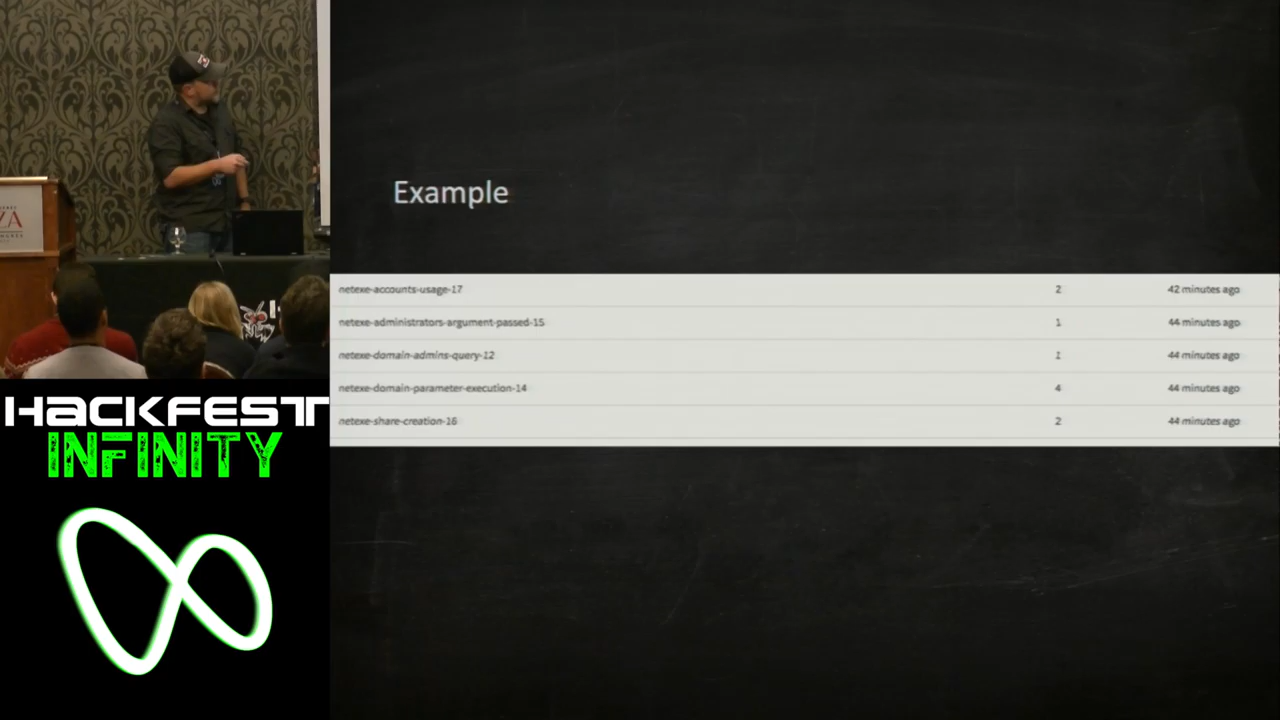 Example
netexe-accounts-usage-17 2 42 minutes ago
netexe-administrators-argument-passed-15 1 44 minutes ago
netexe-domain-admins-query-12 1 44 minutes ago
netexe-domain-parameter-execution-14 4 44 minutes ago
netexe-share-creation-16 2 44 minutes ago
ZA
HACKFEST
INFINITY